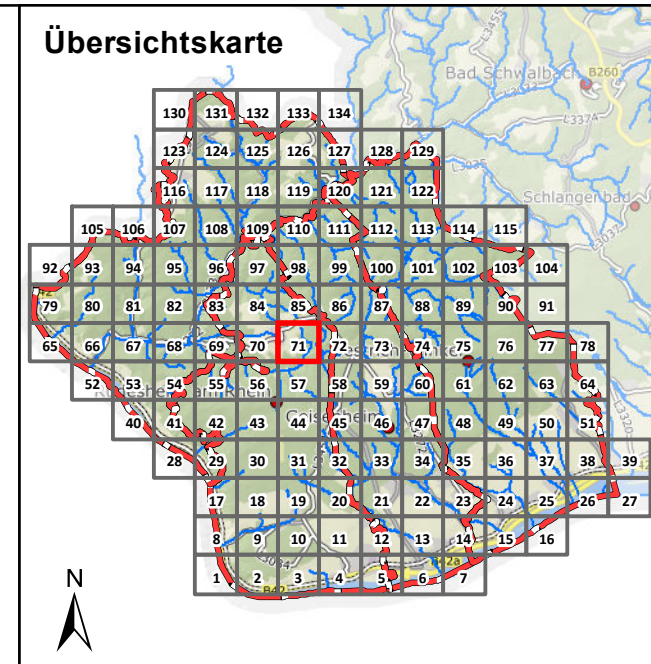 Übersichtskarte
Bad Schwalbach
B260
L3374
L3035
Schlangenbad
L3037
130 131 132 133 134
123 124 125 126 127 128 129
116 117 118 119 120 121 122
105 106 107 108 109 110 111 112 113 114 115
92 93 94 95 96 97 98 99 100 101 102 103 104
79 80 81 82 83 84 85 86 87 88 89 90 91
65 66 67 68 69 70 71 72 73 74 75 76 77 78
52 53 54 55 56 57 58 59 60 61 62 63 64
40 41 42 43 44 45 46 47 48 49 50 51
28 29 30 31 32 33 34 35 36 37 38 39
17 18 19 20 21 22 23 24 25 26 27
8 9 10 11 12 13 14 15 16
1 2 3 4 5 6 7
L3320
L3034
B42
B42a
N